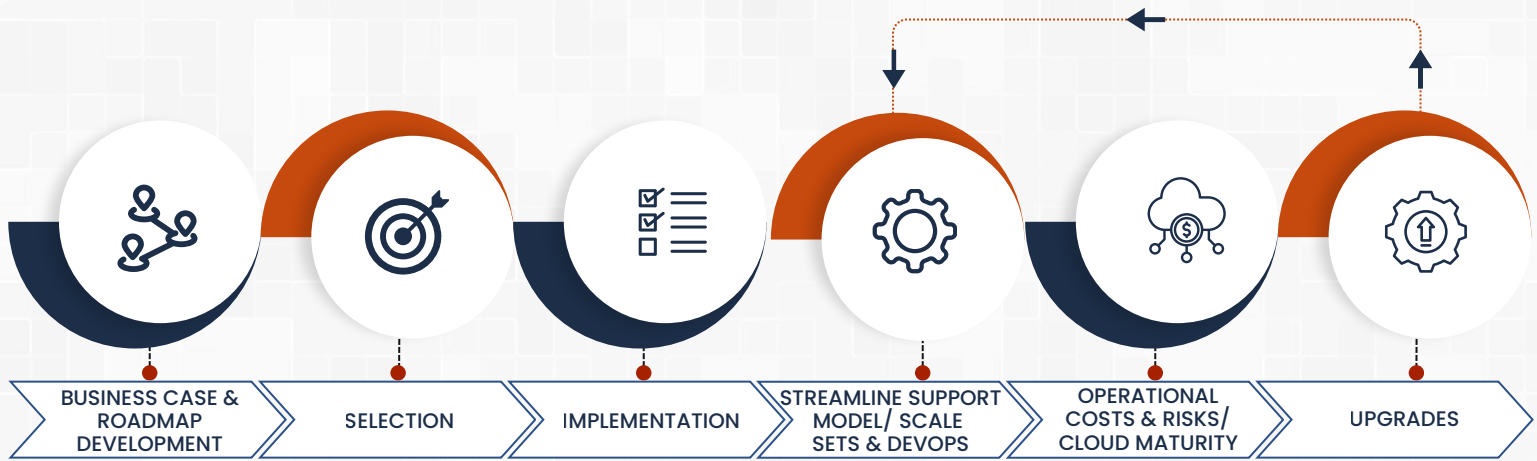 $
BUSINESS CASE &
ROADMAP
DEVELOPMENT
SELECTION
IMPLEMENTATION
STREAMLINE SUPPORT
MODEL/ SCALE
SETS & DEVOPS
OPERATIONAL
COSTS & RISKS/
CLOUD MATURITY
UPGRADES